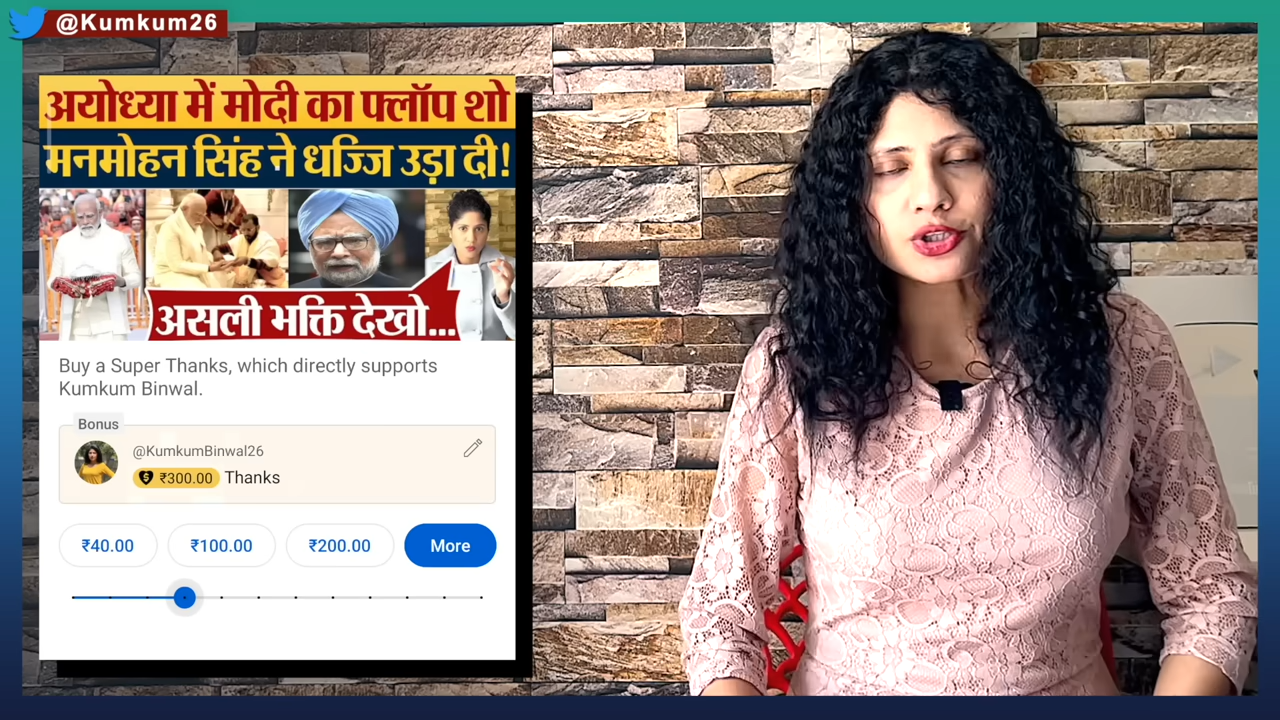 @Kumkum26
अयोध्या में मोदी का फ्लॉप शो
मनमोहन सिंह ने धज्जि उड़ा दी!
असली भक्ति देखो...
Buy a Super Thanks, which directly supports
Kumkum Binwal.
Bonus
@KumkumBinwal26
₹300.00 Thanks
₹40.00 ₹100.00 ₹200.00 More